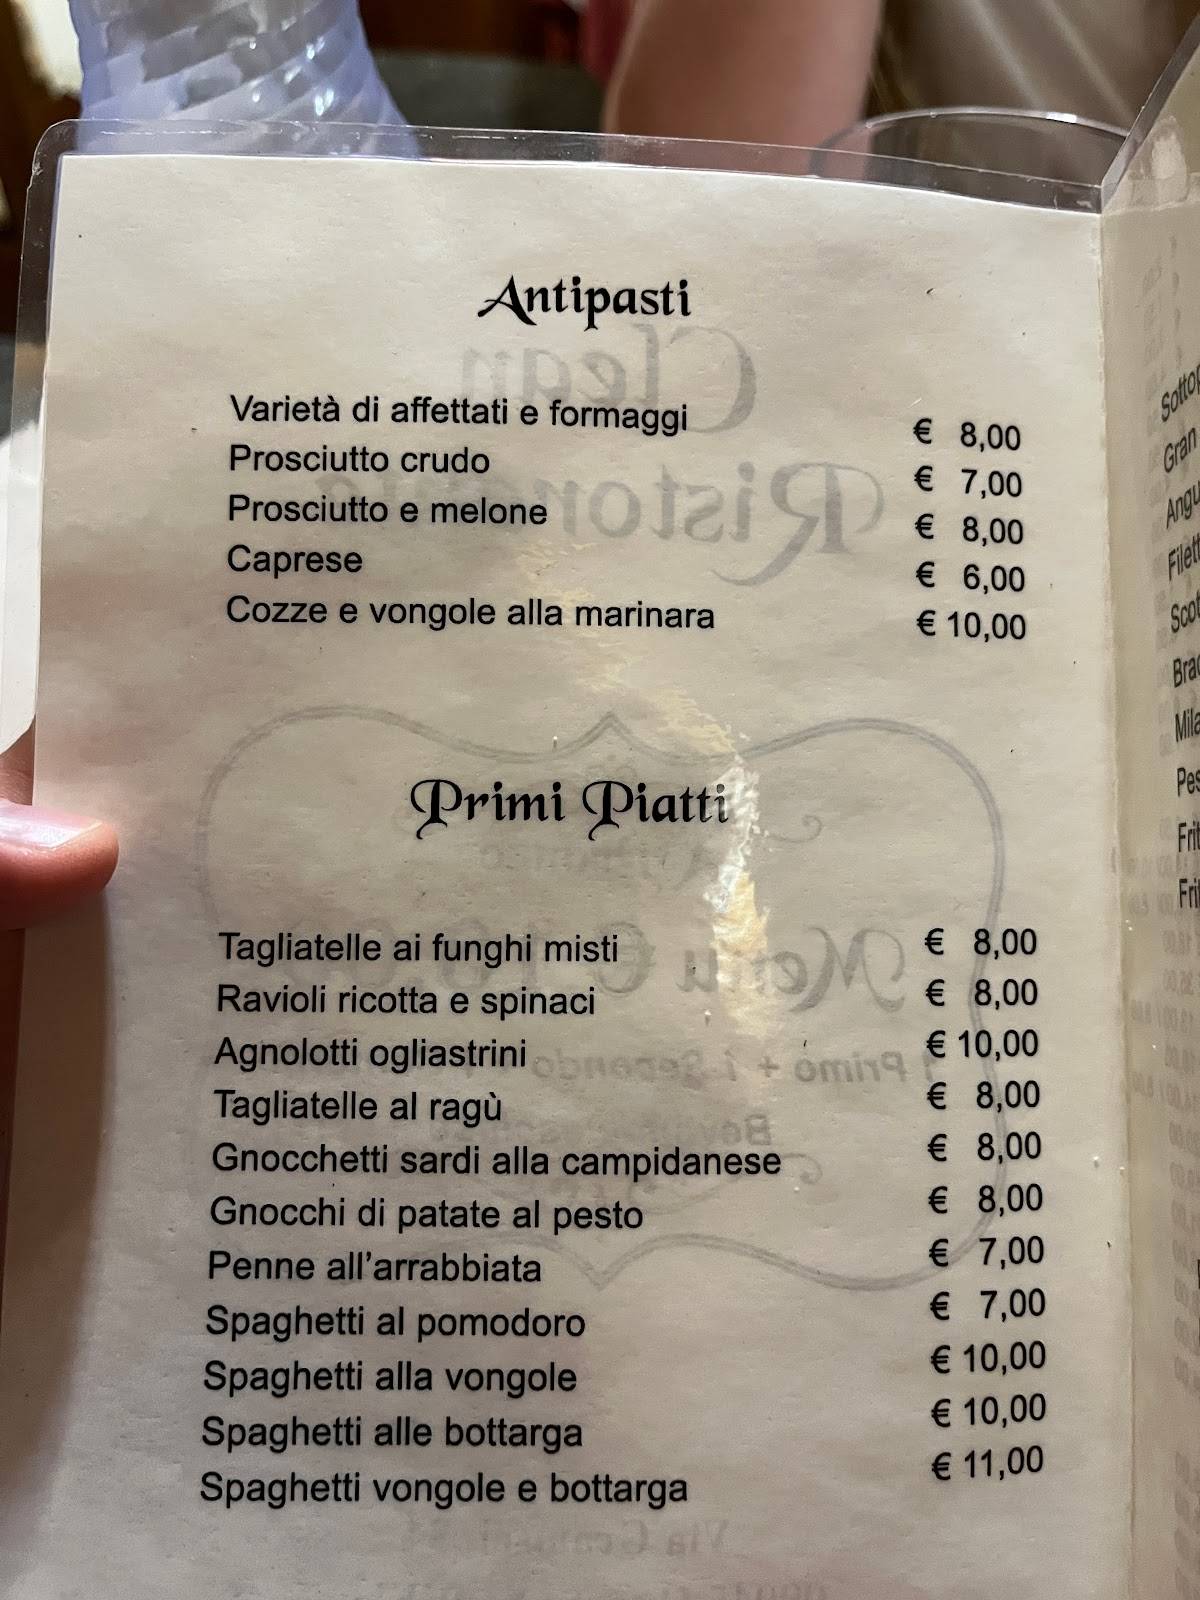 Antipasti
Varietà di affettati e formaggi € 8,00
Prosciutto crudo € 7,00
Prosciutto e melone € 8,00
Caprese € 6,00
Cozze e vongole alla marinara € 10,00
Primi Piatti
Tagliatelle ai funghi misti € 8,00
Ravioli ricotta e spinaci € 8,00
Agnolotti ogliastrini € 10,00
Tagliatelle al ragù € 8,00
Gnocchetti sardi alla campidanese € 8,00
Gnocchi di patate al pesto € 8,00
Penne all'arrabbiata € 7,00
Spaghetti al pomodoro € 7,00
Spaghetti alla vongole € 10,00
Spaghetti alle bottarga € 10,00
Spaghetti vongole e bottarga € 11,00
Gran